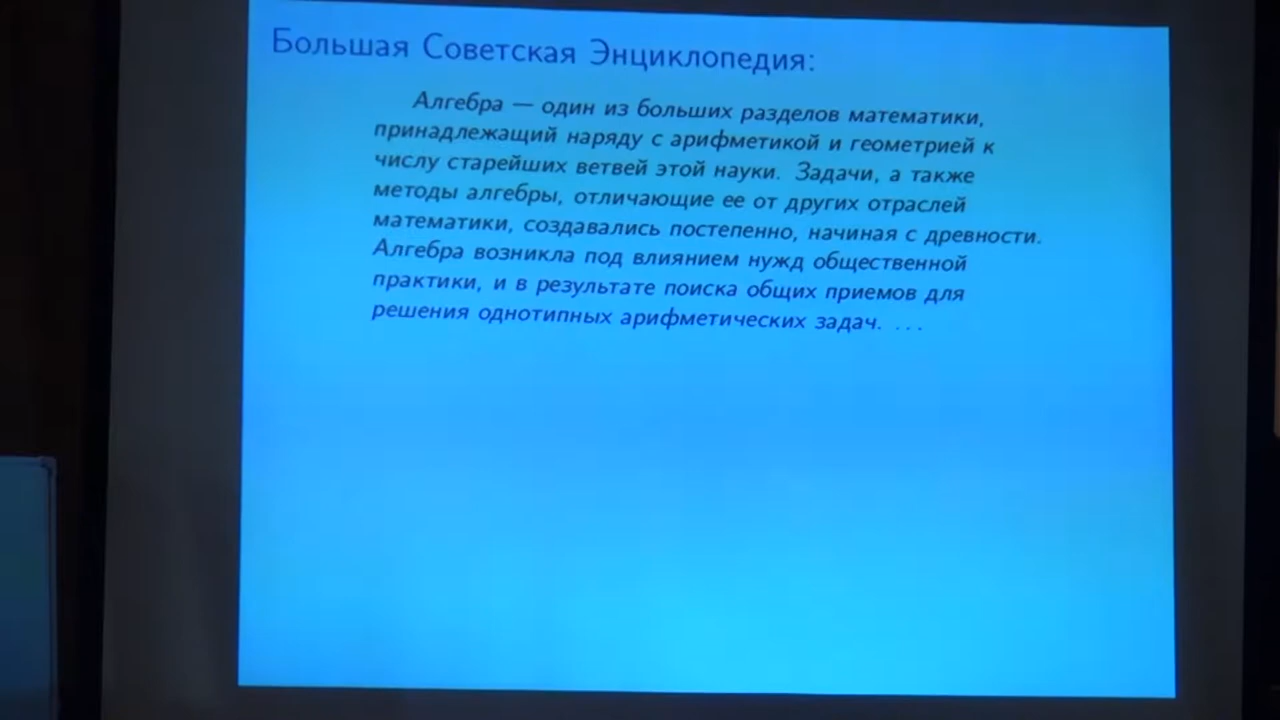 Большая Советская Энциклопедия:
Алгебра — один из больших разделов математики,
принадлежащий наряду с арифметикой и геометрией к
числу старейших ветвей этой науки. Задачи, а также
методы алгебры, отличающие ее от других отраслей
математики, создавались постепенно, начиная с древности.
Алгебра возникла под влиянием нужд общественной
практики, и в результате поиска общих приемов для
решения однотипных арифметических задач. ...